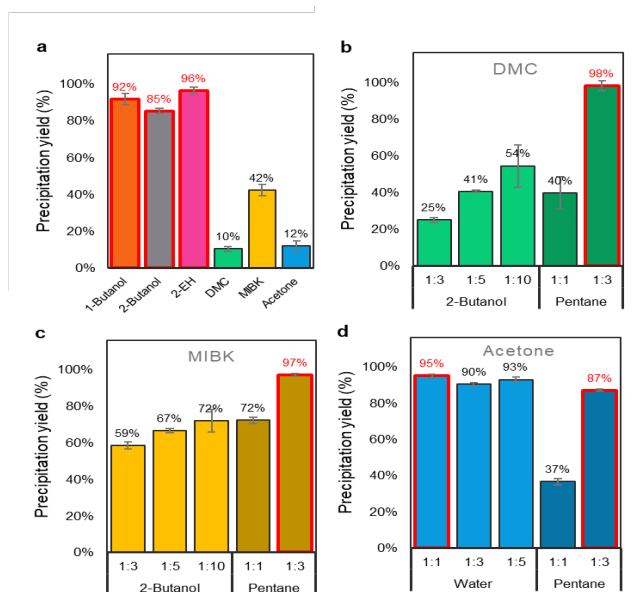 a
Precipitation yield (%)
100%
80%
60%
40%
20%
0%
92%
85%
96%
10%
42%
12%
1-Butanol
2-Butanol
2-EH
DMC
MIBK
Acetone
b
DMC
Precipitation yield (%)
100%
80%
60%
40%
20%
0%
25%
41%
54%
40%
98%
1:3 1:5 1:10 1:1 1:3
2-Butanol Pentane
c
MIBK
Precipitation yield (%)
100%
80%
60%
40%
20%
0%
59%
67%
72%
72%
97%
1:3 1:5 1:10 1:1 1:3
2-Butanol Pentane
d
Acetone
Precipitation yield (%)
100%
80%
60%
40%
20%
0%
95%
90%
93%
37%
87%
1:1 1:3 1:5 1:1 1:3
Water Pentane